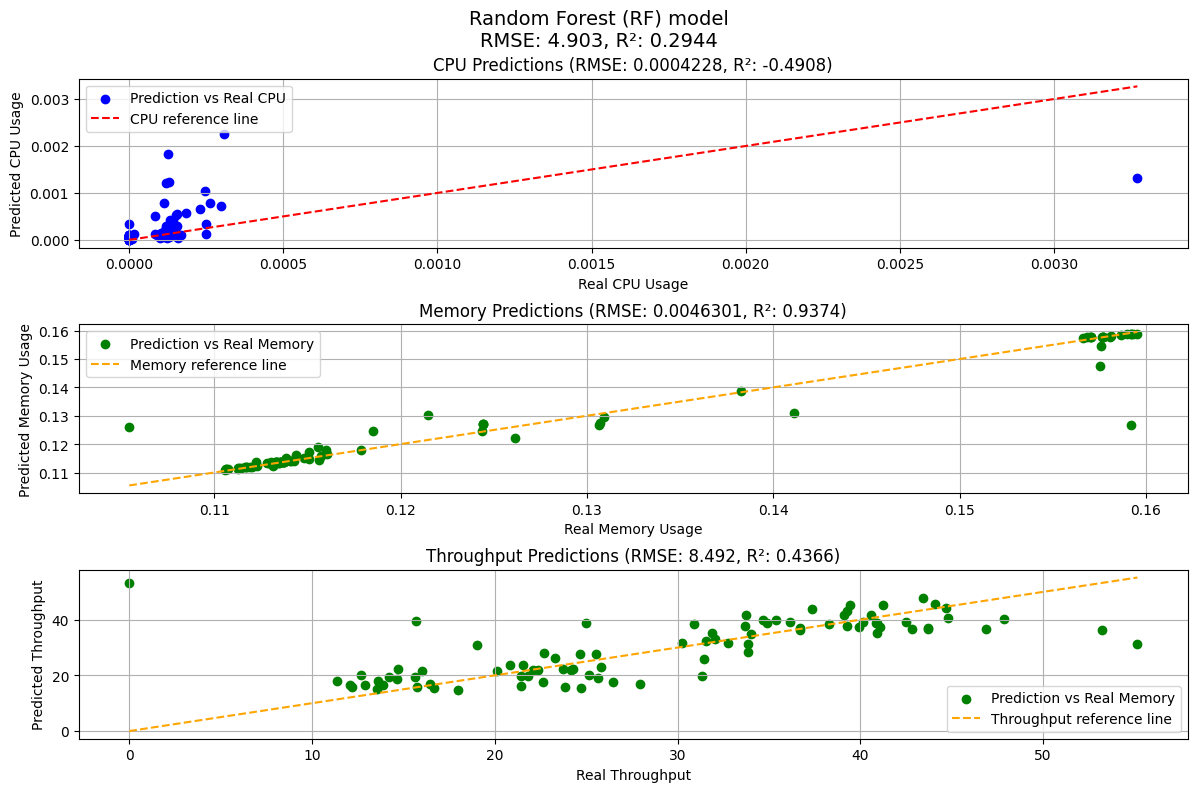 Random Forest (RF) model
RMSE: 4.903, R²: 0.2944
CPU Predictions (RMSE: 0.0004228, R²: -0.4908)
Predicted CPU Usage
0.003
0.002
0.001
0.000
Prediction vs Real CPU
CPU reference line
0.0000
0.0005
0.0010
0.0015
0.0020
0.0025
0.0030
Real CPU Usage
Memory Predictions (RMSE: 0.0046301, R²: 0.9374)
Predicted Memory Usage
0.16
0.15
0.14
0.13
0.12
0.11
Prediction vs Real Memory
Memory reference line
0.11
0.12
0.13
0.14
0.15
0.16
Real Memory Usage
Throughput Predictions (RMSE: 8.492, R²: 0.4366)
Predicted Throughput
40
20
0
Prediction vs Real Memory
Throughput reference line
0
10
20
30
40
50
Real Throughput